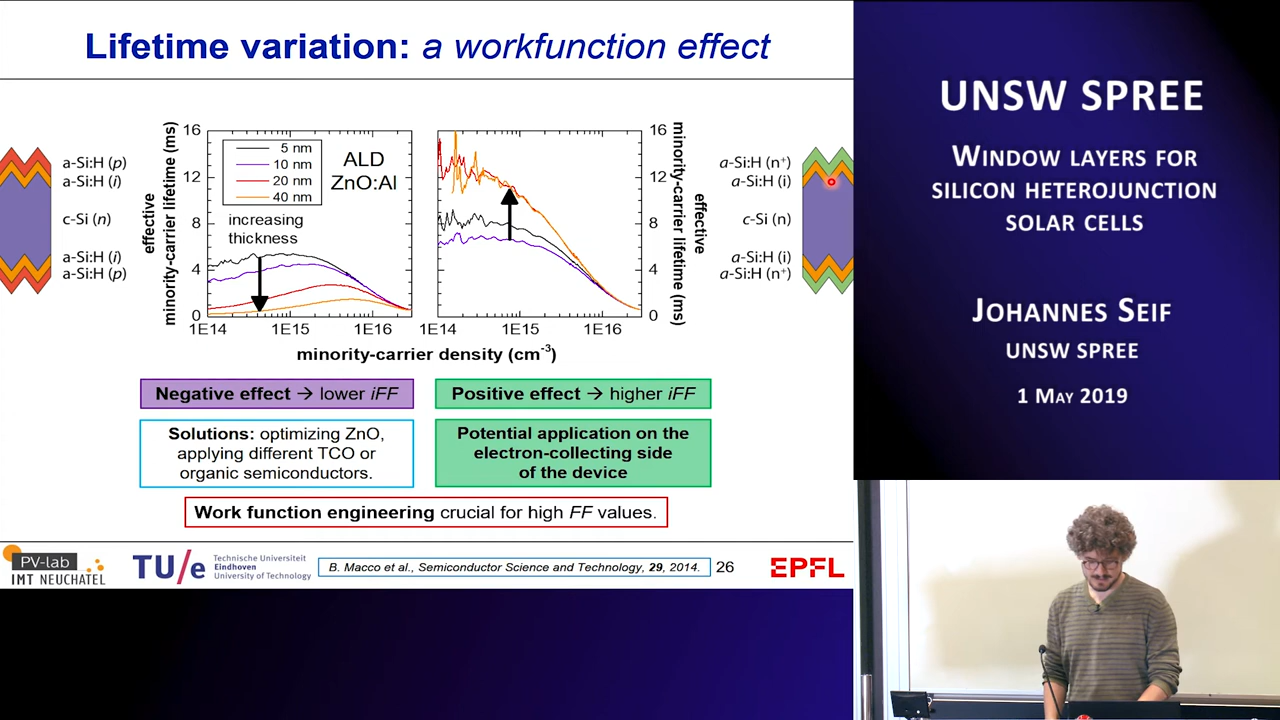 Lifetime variation: a workfunction effect
a-Si:H (p)
a-Si:H (i)
c-Si (n)
a-Si:H (i)
a-Si:H (p)
effective
minority-carrier lifetime (ms)
16
12
8
4
0
5 nm
10 nm
20 nm
40 nm
ALD
ZnO:Al
increasing
thickness
1E14 1E15 1E16
1E14 1E15 1E16
16
12
8
4
0
minority-carrier lifetime (ms)
effective
a-Si:H (n⁺)
a-Si:H (i)
c-Si (n)
a-Si:H (i)
a-Si:H (n⁺)
minority-carrier density (cm⁻³)
Negative effect → lower iFF
Positive effect → higher iFF
Solutions: optimizing ZnO,
applying different TCO or
organic semiconductors.
Potential application on the
electron-collecting side
of the device
Work function engineering crucial for high FF values.
PV-lab
IMT NEUCHATEL
TU/e
Technische Universiteit
Eindhoven
University of Technology
B. Macco et al., Semiconductor Science and Technology, 29, 2014.
26
EPFL
UNSW SPREE
Window layers for
silicon heterojunction
solar cells
Johannes Seif
UNSW SPREE
1 May 2019